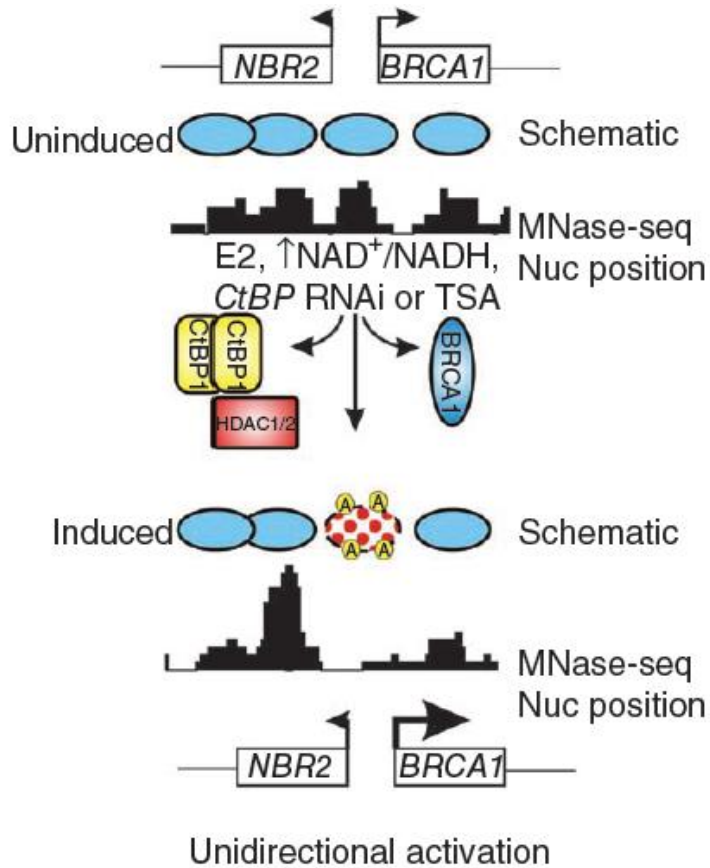 NBR2 BRCA1
Uninduced Schematic
MNase-seq
Nuc position
E2, ↑NAD⁺/NADH,
CtBP RNAi or TSA
CtBP1
CtBP1
HDAC1/2
BRCA1
A A
Induced Schematic
A A
MNase-seq
Nuc position
NBR2 BRCA1
Unidirectional activation